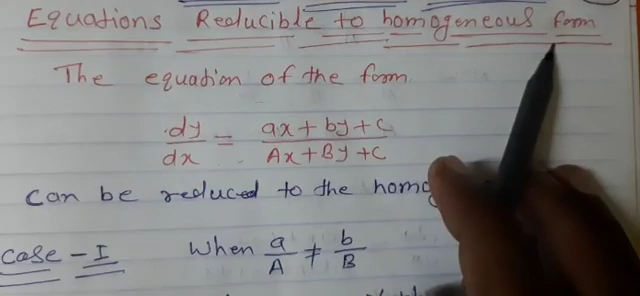 Equations Reducible to homogeneous form
The equation of the form
dy/dx = ax+by+c/Ax+By+C
can be reduced to the
Case - I When a/A ≠ b/B